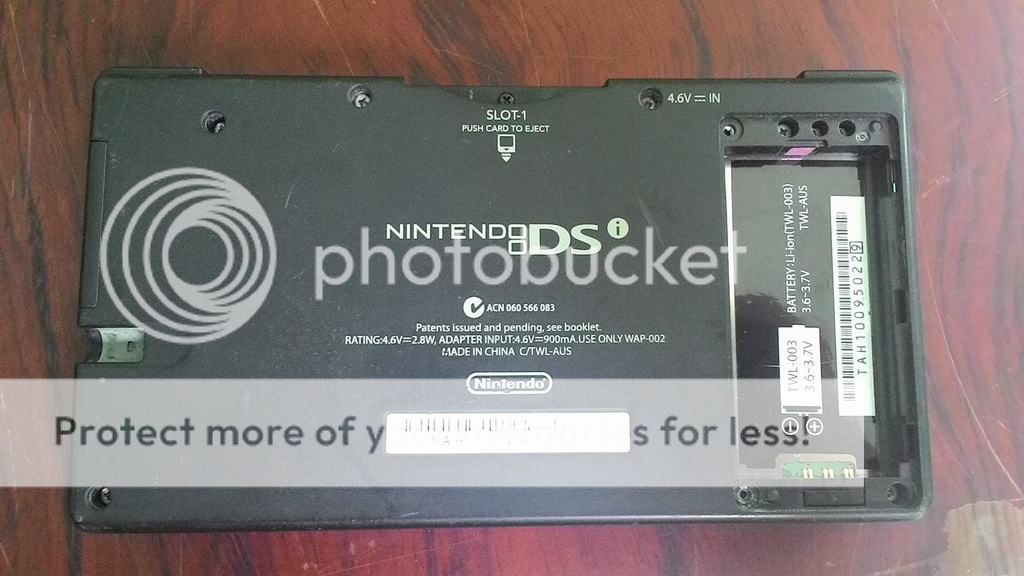 4.6V IN
SLOT-1
PUSH CARD TO EJECT
NINTENDO DS i
photobucket
ACN 060 566 083
Patents issued and pending, see booklet.
RATING:4.6V=2.8W, ADAPTER INPUT:4.6V=900mA.USE ONLY WAP-002
MADE IN CHINA C/TWL-AUS
Nintendo
Protect more of your memories for less!
BATTERY:Li-ion(TWL-003)
3.6-3.7V TWL-AUS
TWL-003
3.6-3.7V
TAH100950229